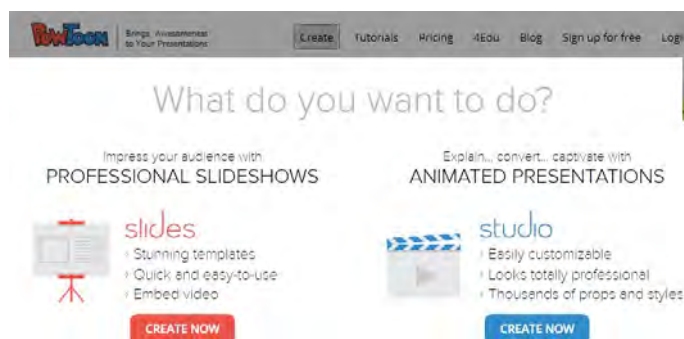 PowToon
Brings Awesomeness
to Your Presentations
Create Tutorials Pricing 4Edu Blog Sign up for free Logi
What do you want to do?
Impress your audience with
PROFESSIONAL SLIDESHOWS
slides
› Stunning templates
› Quick and easy-to-use
› Embed video
CREATE NOW
Explain... convert... captivate with
ANIMATED PRESENTATIONS
studio
› Easily customizable
› Looks totally professional
› Thousands of props and styles
CREATE NOW